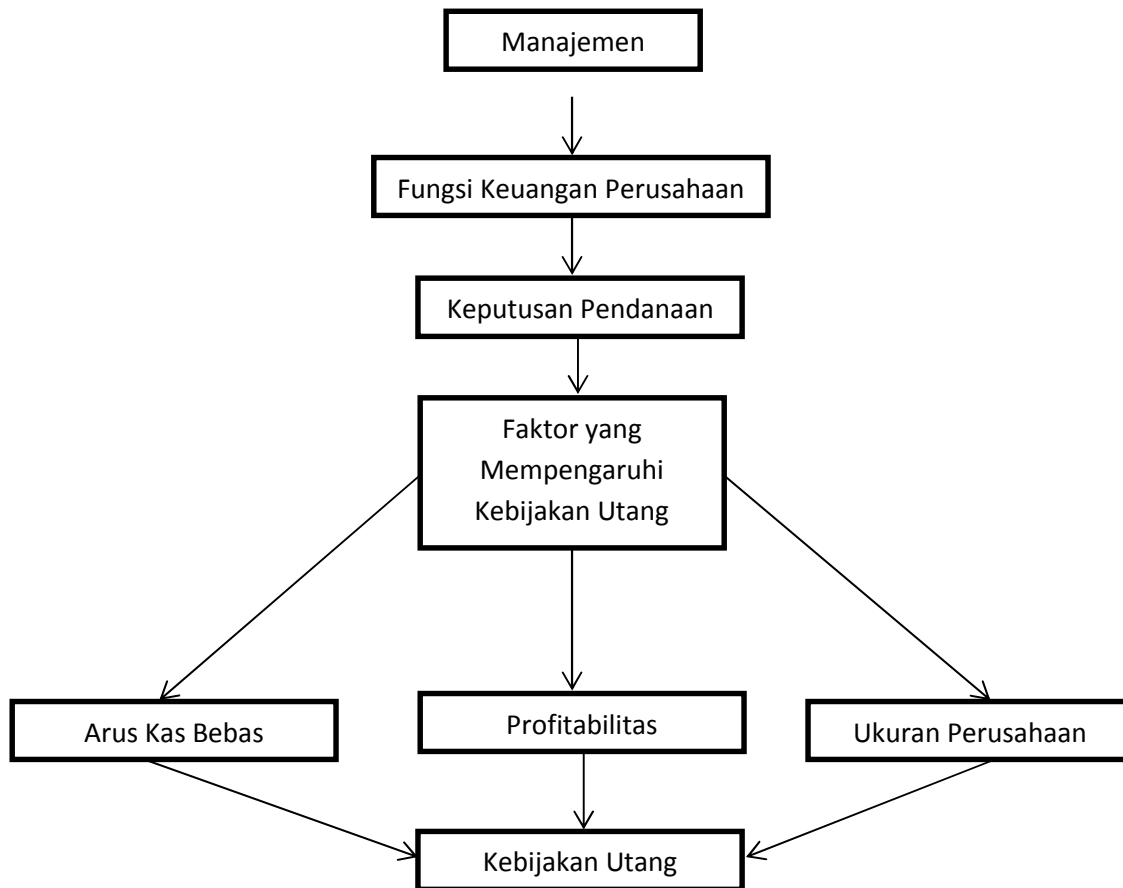 Manajemen
Fungsi Keuangan Perusahaan
Keputusan Pendanaan
Faktor yang
Mempengaruhi
Kebijakan Utang
Arus Kas Bebas
Profitabilitas
Ukuran Perusahaan
Kebijakan Utang